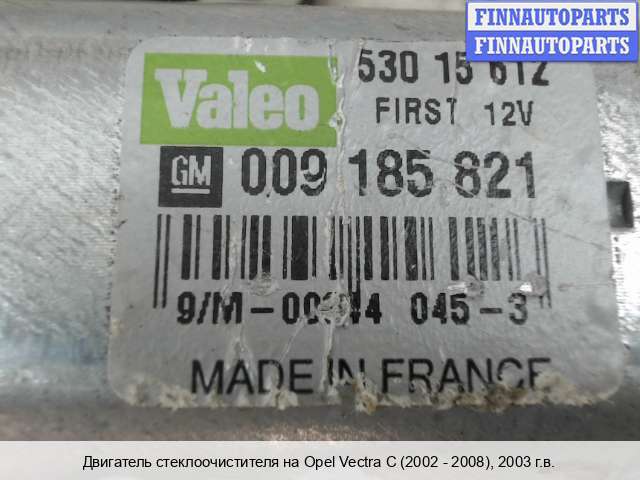 FINNAUTOPARTS
FINNAUTOPARTS
Valeo
530 15 612
FIRST 12V
GM
009 185 821
045-3
MADE IN FRANCE
Двигатель стеклоочистителя на Opel Vectra C (2002 - 2008), 2003 г.в.